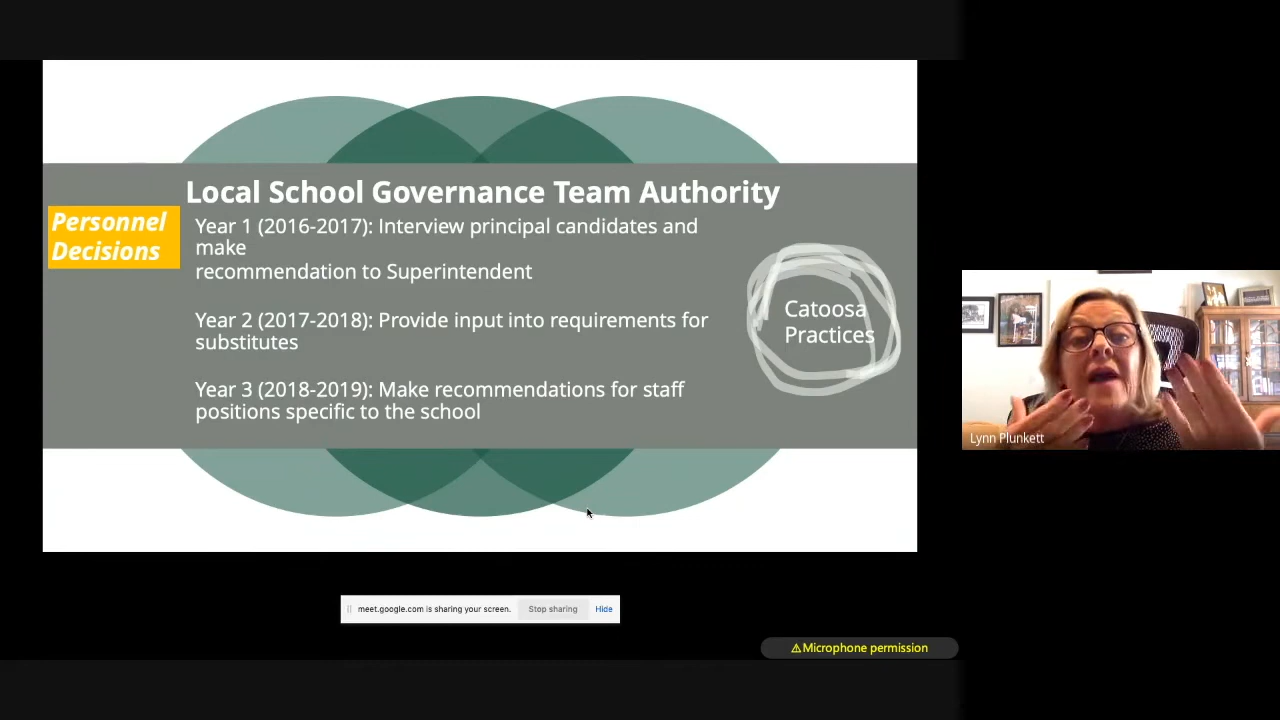 Local School Governance Team Authority
Personnel
Decisions
Year 1 (2016-2017): Interview principal candidates and
make
recommendation to Superintendent
Year 2 (2017-2018): Provide input into requirements for
substitutes
Year 3 (2018-2019): Make recommendations for staff
positions specific to the school
Catoosa
Practices
Lynn Plunkett
meet.google.com is sharing your screen.
Stop sharing
Hide
⚠Microphone permission